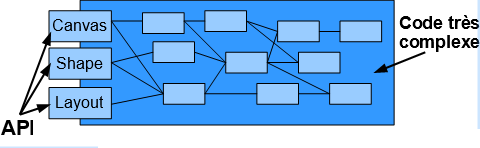 Canvas
Shape
Layout
API
Code très
complexe